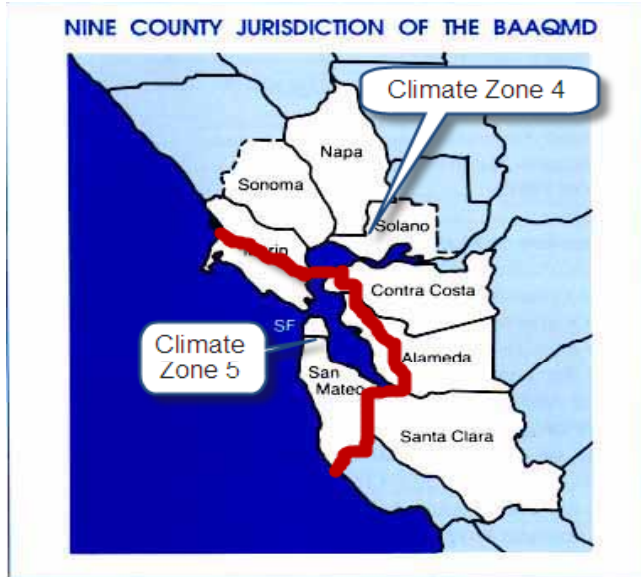 NINE COUNTY JURISDICTION OF THE BAAQMD
Climate Zone 4
Napa
Sonoma
Solano
Contra Costa
SF
Climate
Zone 5
Alameda
San
Mateo
Santa Clara